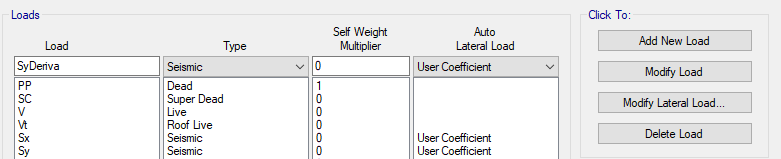 Loads
Click To:
Self Weight Auto
Load Type Multiplier Lateral Load
SyDeriva Seismic 0 User Coefficient
PP Dead 1
SC Super Dead 0
V Live 0
Vt Roof Live 0
Sx Seismic 0 User Coefficient
Sy Seismic 0 User Coefficient
Add New Load
Modify Load
Modify Lateral Load...
Delete Load